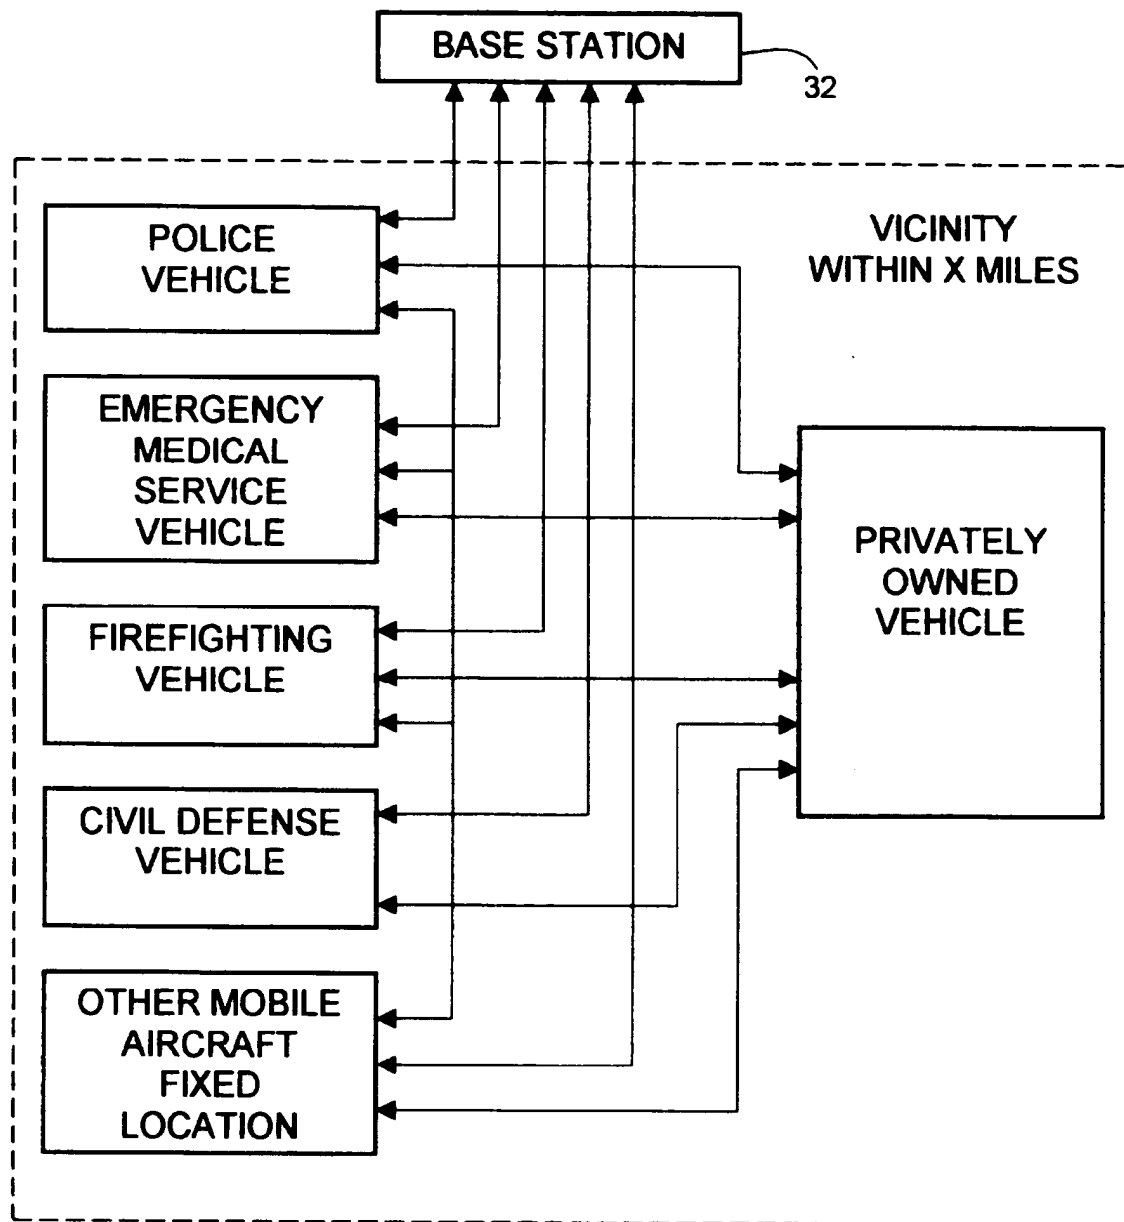 BASE STATION
32
POLICE
VEHICLE
VICINITY
WITHIN X MILES
EMERGENCY
MEDICAL
SERVICE
VEHICLE
PRIVATELY
OWNED
VEHICLE
FIREFIGHTING
VEHICLE
CIVIL DEFENSE
VEHICLE
OTHER MOBILE
AIRCRAFT
FIXED
LOCATION